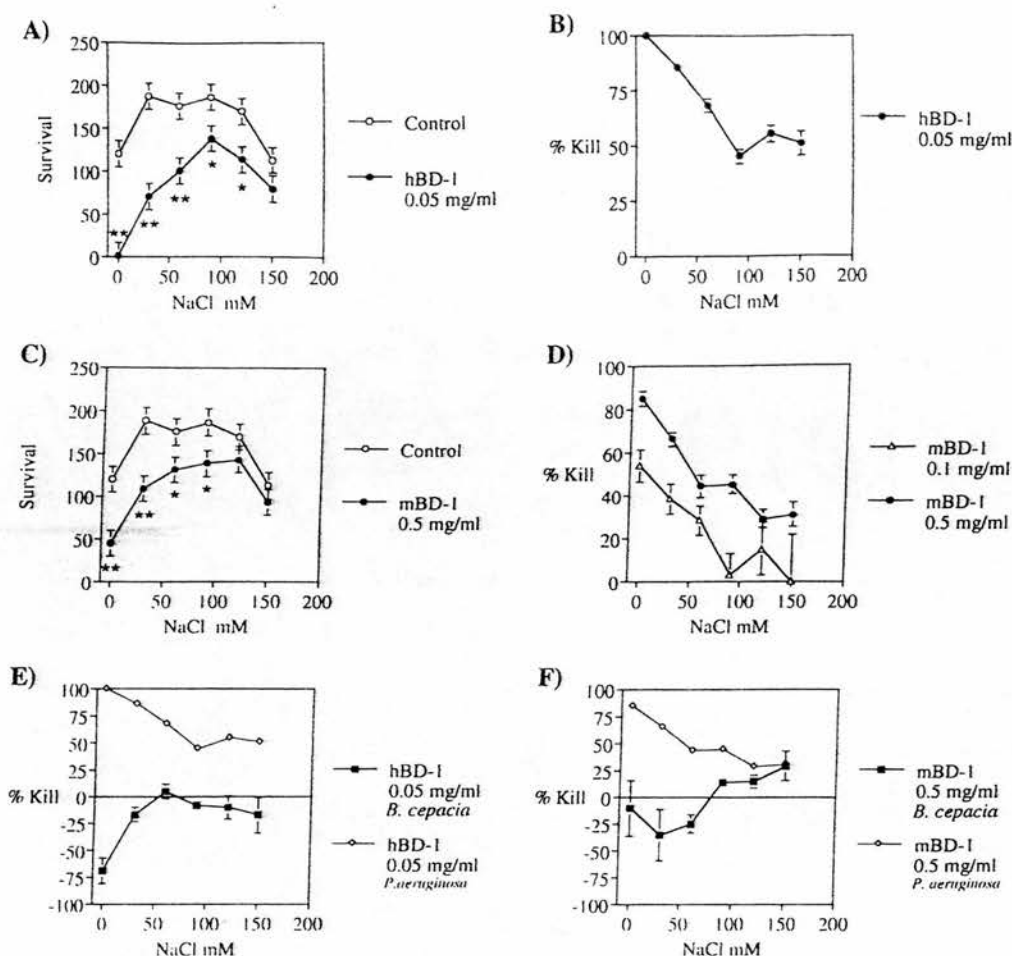 A)
250
200
150
100
50
0
Survival
0 50 100 150 200
NaCl mM
Control
hBD-1
0.05 mg/ml
B)
100
75
% Kill 50
25
0
0 50 100 150 200
NaCl mM
hBD-1
0.05 mg/ml
C)
250
200
150
100
50
0
Survival
0 50 100 150 200
NaCl mM
Control
mBD-1
0.5 mg/ml
D)
100
80
60
% Kill
40
20
0
0 50 100 150 200
NaCl mM
mBD-1
0.1 mg/ml
mBD-1
0.5 mg/ml
E)
100
75
50
25
% Kill 0
-25
-50
-75
-100
0 50 100 150 200
NaCl mM
hBD-1
0.05 mg/ml
B. cepacia
hBD-1
0.05 mg/ml
P.aeruginosa
F)
100
75
50
25
% Kill 0
-25
-50
-75
-100
0 50 100 150 200
NaCl mM
mBD-1
0.5 mg/ml
B. cepacia
mBD-1
0.5 mg/ml
P. aeruginosa